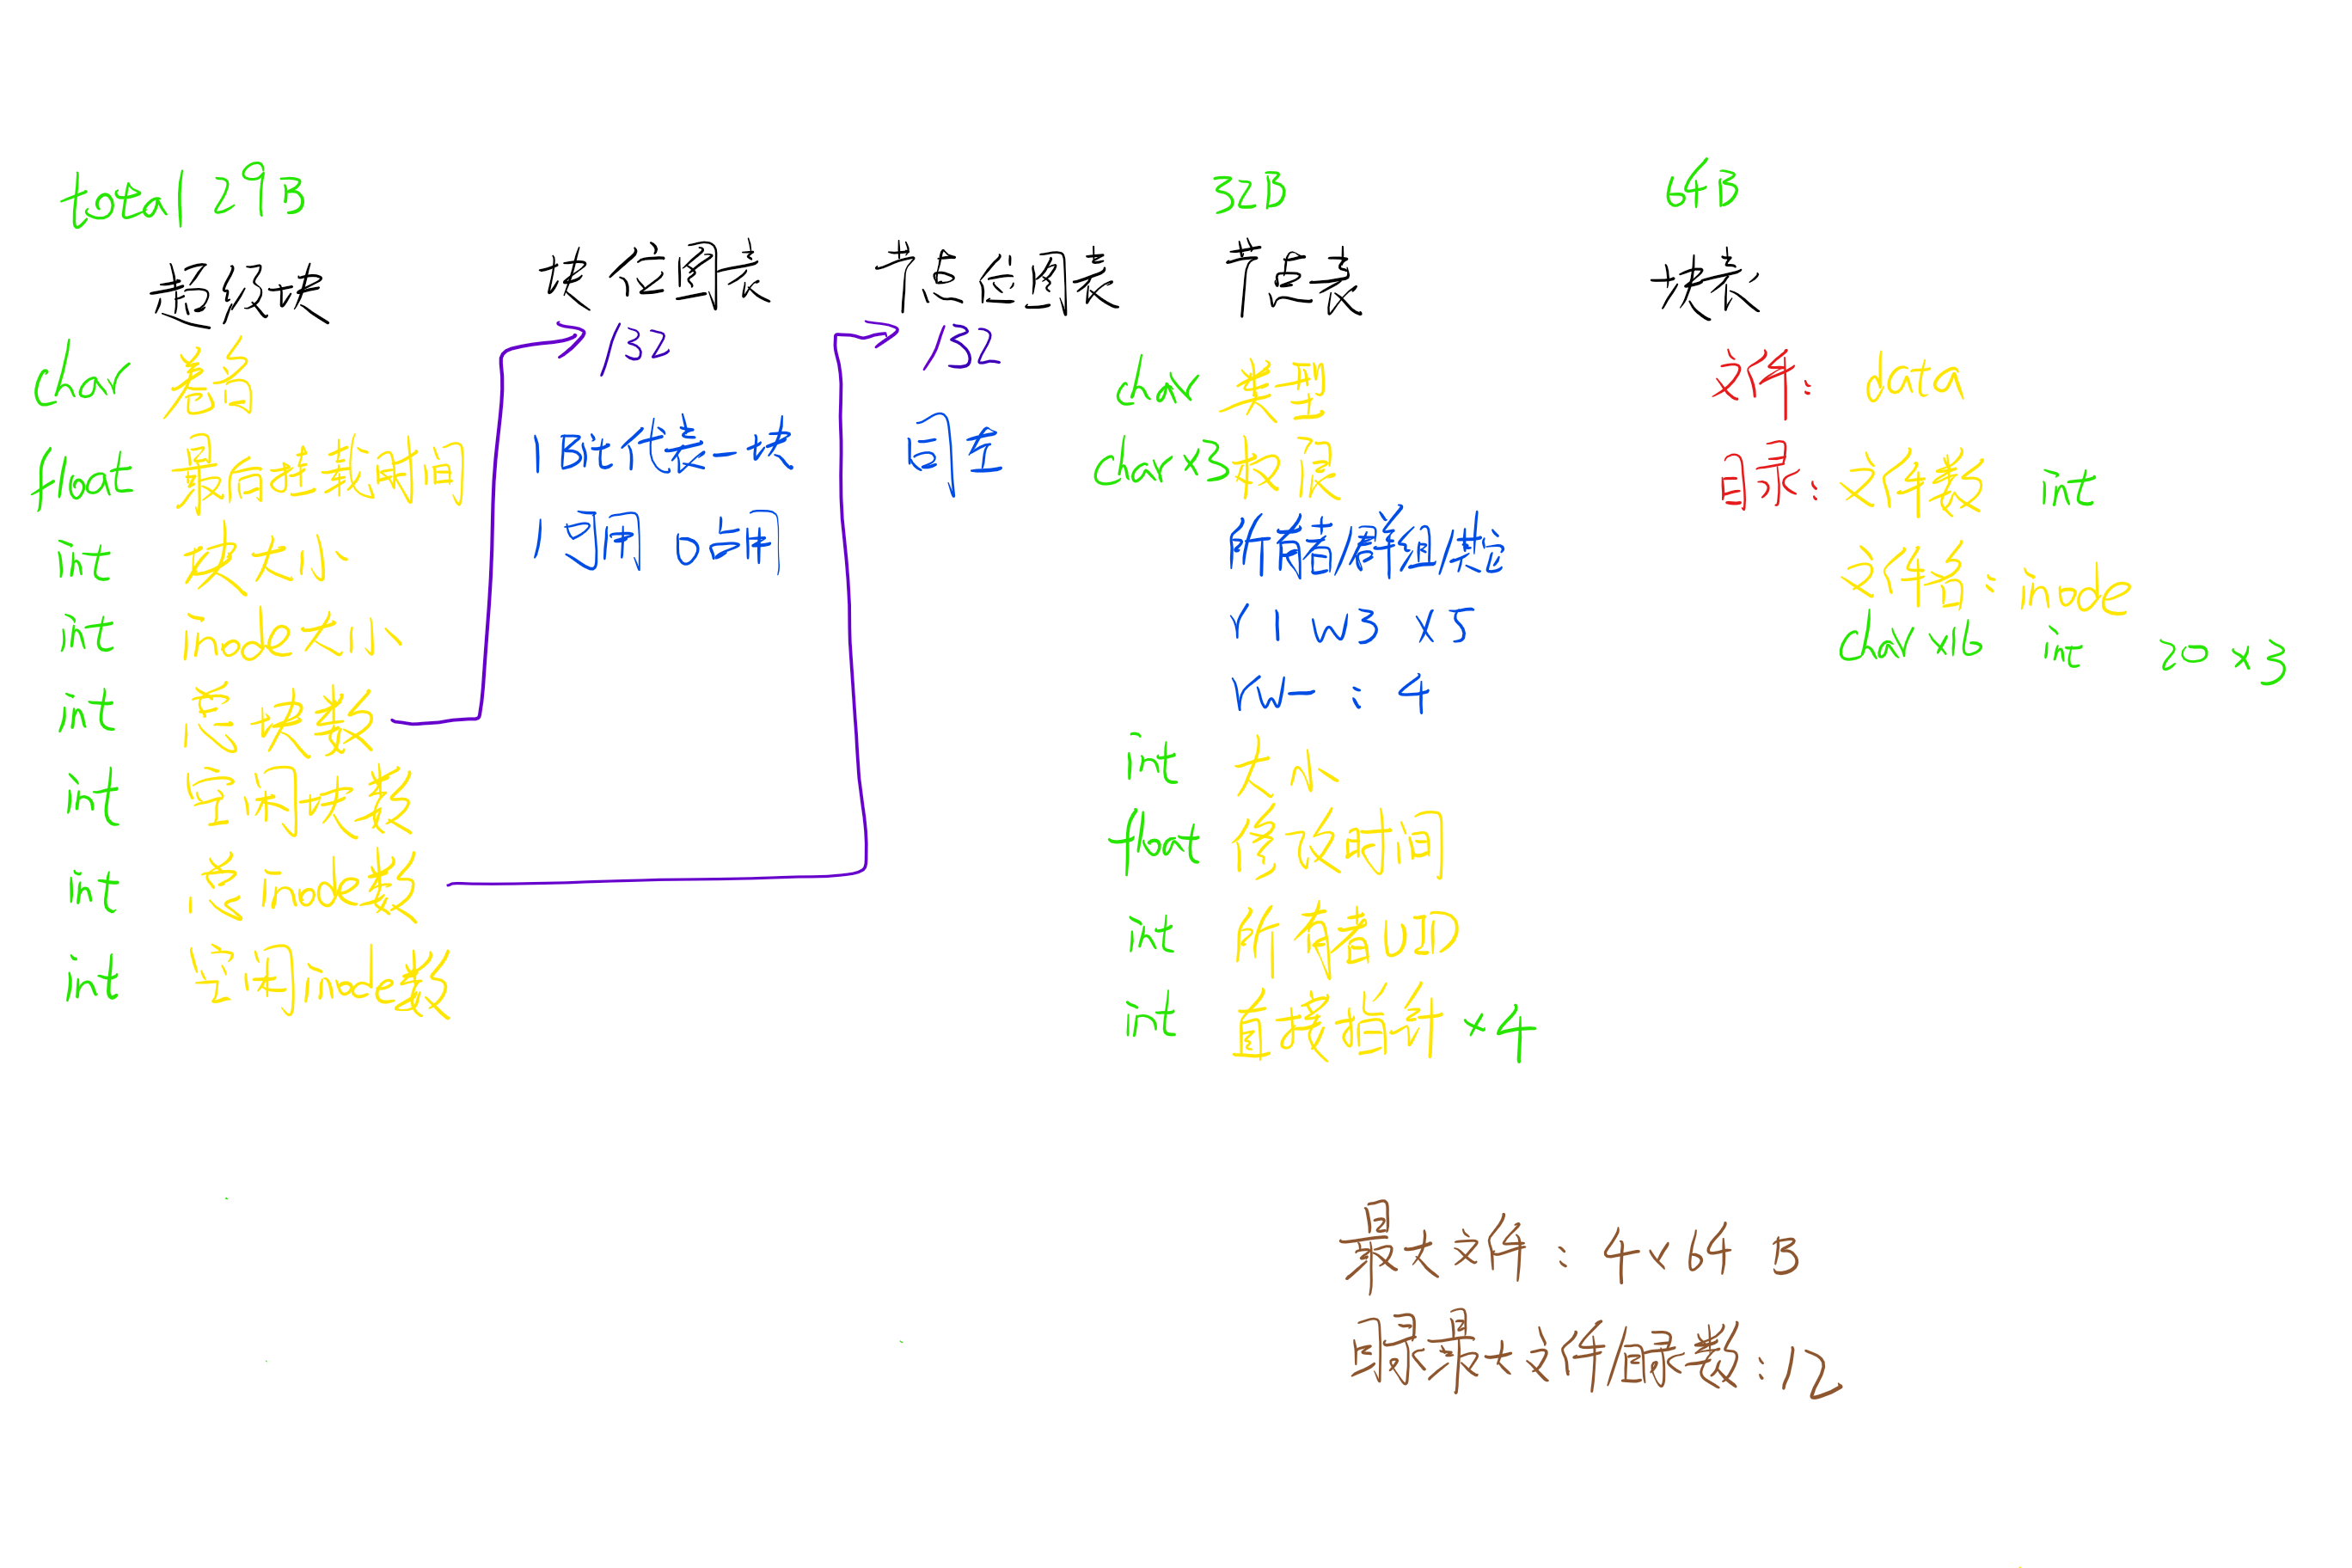 total 29B
超级块
char 卷名
float 最后挂载时间
int 块大小
int inode大小
int 总块数
int 空闲块数
int 总inode数
int 空闲inode数
块位图表
/32
1Bit代表一块
1可用 0占用
节点位图表
/32
同左
32B
节点表
char 类型
char×3 权限
所有者/群组/其他
r1 w3 x5
rw- : 4
int 大小
float 修改时间
int 所有者UID
int 直接指针 ×4
64B
块表
文件: data
目录: 文件数 int
文件名: inode
char×16 int 20×3
最大文件: 4×64 B
目录最大文件/目录数: 12